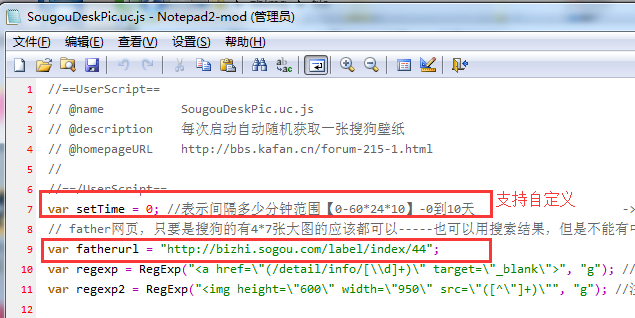 SougouDeskPic.uc.js - Notepad2-mod (管理员)
文件(F) 编辑(E) 查看(V) 设置(S) 帮助(H)
1 //==UserScript==
2 // @name SougouDeskPic.uc.js
3 // @description 每次启动自动随机获取一张搜狗壁纸
4 // @homepageURL http://bbs.kafan.cn/forum-215-1.html
5 //
6 //==/UserScript==
支持自定义
7 var setTime = 0; //表示间隔多少分钟范围【0-60*24*10】-0到10天 ->
8 // father网页,只要是搜狗的有4*7张大图的应该都可以-----也可以用搜索结果,但是不能有中
9 var fatherurl = "http://bizhi.sogou.com/label/index/44";
10 var regexp = RegExp("<a href=\"(/detail/info/[\\d]+)\" target=\"_blank\">", "g"); //
11 var regexp2 = RegExp("<img height=\"600\" width=\"950\" src=\"([^\"]+)\"", "g"); //